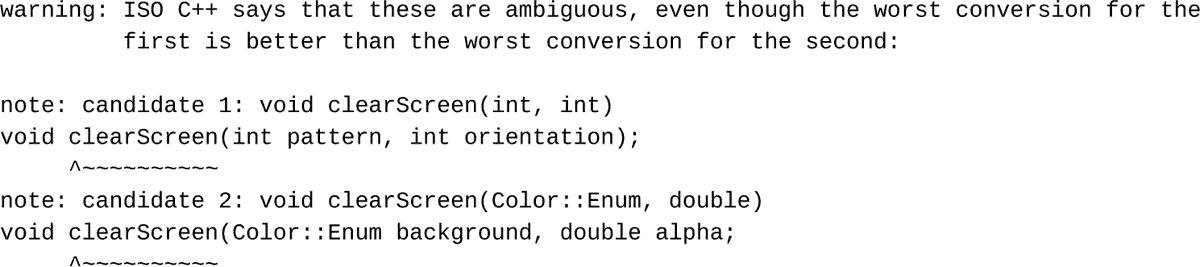 warning: ISO C++ says that these are ambiguous, even though the worst conversion for the
first is better than the worst conversion for the second:
note: candidate 1: void clearScreen(int, int)
void clearScreen(int pattern, int orientation);
^~~~~~~~~~~
note: candidate 2: void clearScreen(Color::Enum, double)
void clearScreen(Color::Enum background, double alpha;
^~~~~~~~~~~